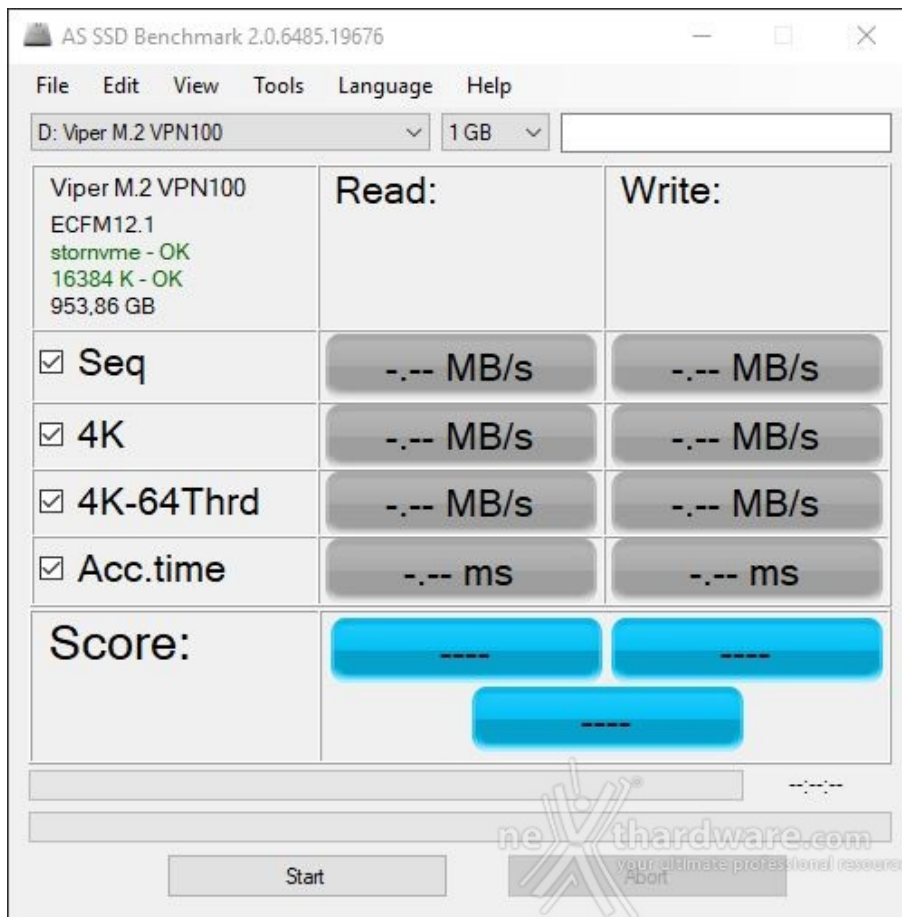 AS SSD Benchmark 2.0.6485.19676
File Edit View Tools Language Help
D: Viper M.2 VPN100 1 GB
Viper M.2 VPN100
ECFM12.1
stornvme - OK
16384 K - OK
953,86 GB
Read: Write:
Seq -.-- MB/s -.-- MB/s
4K -.-- MB/s -.-- MB/s
4K-64Thrd -.-- MB/s -.-- MB/s
Acc.time -.-- ms -.-- ms
Score: ---- ----
----
--:--:--
nexthardware.com
your ultimate professional resource
Start Abort